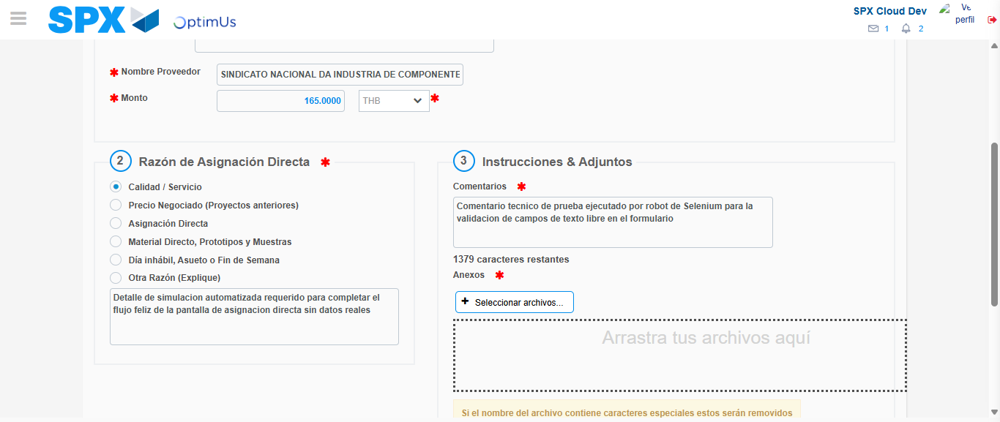 SPX
OptimUs
SPX Cloud Dev
1
2
Ve
perfil
Nombre Proveedor
SINDICATO NACIONAL DA INDUSTRIA DE COMPONENTE
Monto
165.0000
THB
2
Razón de Asignación Directa
Calidad / Servicio
Precio Negociado (Proyectos anteriores)
Asignación Directa
Material Directo, Prototipos y Muestras
Día inhábil, Asueto o Fin de Semana
Otra Razón (Explique)
Detalle de simulacion automatizada requerido para completar el
flujo feliz de la pantalla de asignacion directa sin datos reales
3
Instrucciones & Adjuntos
Comentarios
Comentario tecnico de prueba ejecutado por robot de Selenium para la
validacion de campos de texto libre en el formulario
1379 caracteres restantes
Anexos
+ Seleccionar archivos...
Arrastra tus archivos aquí
Si el nombre del archivo contiene caracteres especiales estos serán removidos